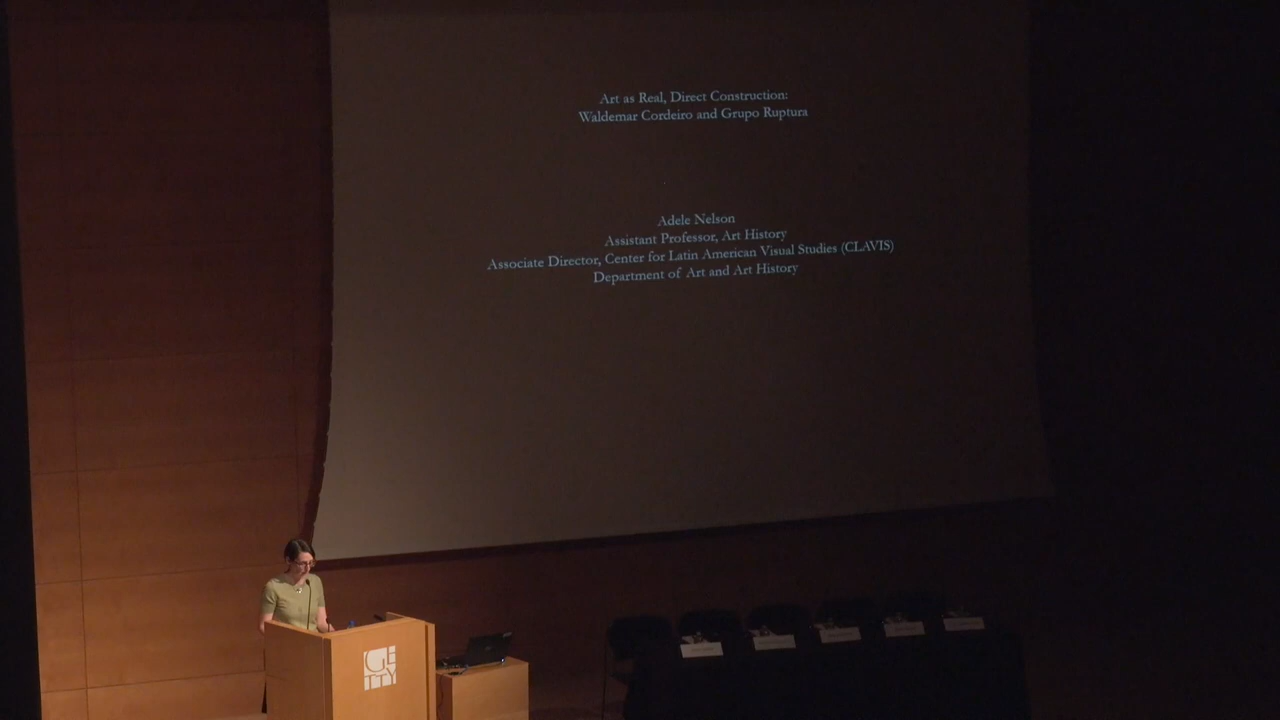 Art as Real, Direct Construction:
Waldemar Cordeiro and Grupo Ruptura
Adele Nelson
Assistant Professor, Art History
Associate Director, Center for Latin American Visual Studies (CLAVIS)
Department of Art and Art History
GETTY